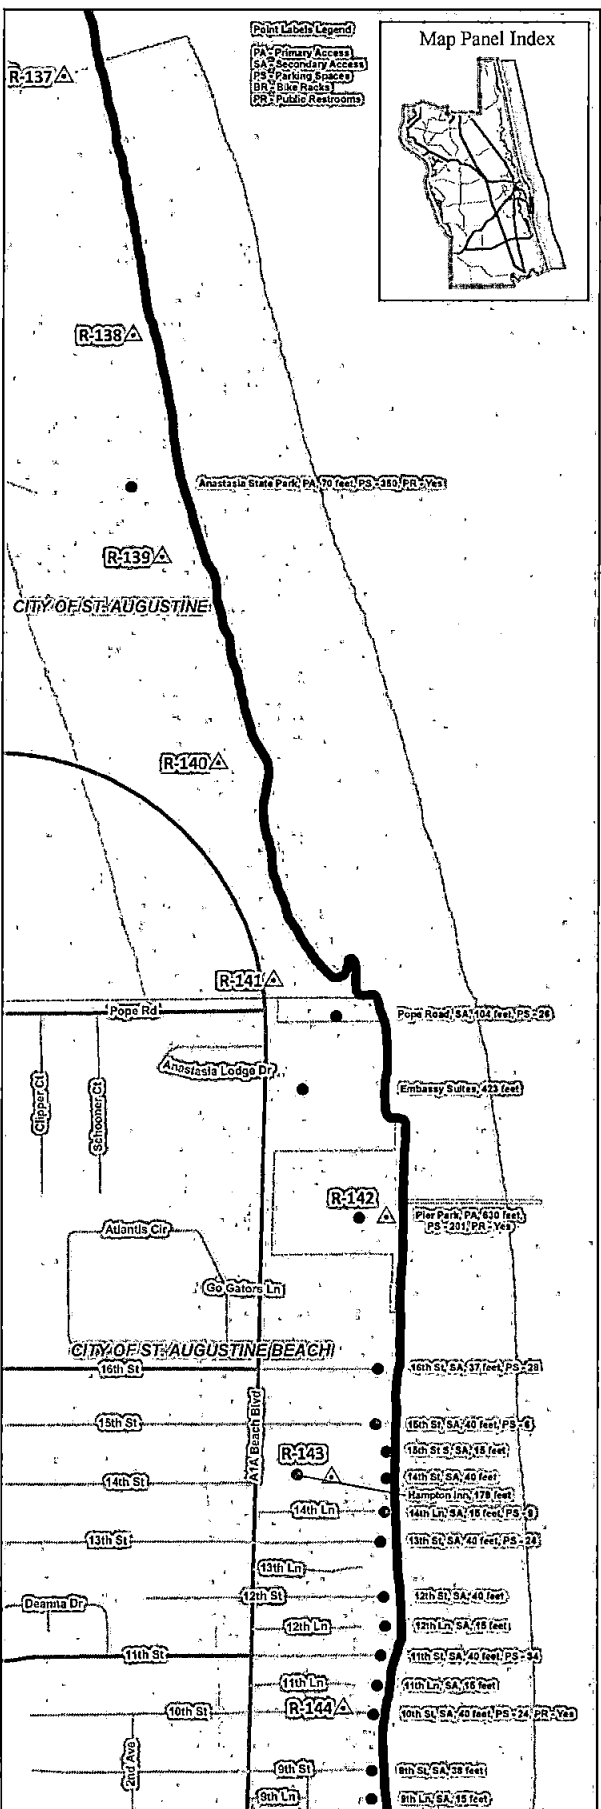 Point Labels Legend
PA - Primary Access
SA - Secondary Access
PS - Parking Spaces
BR - Bike Racks
PR - Public Restrooms
Map Panel Index
R-137
R-138
Anastasia State Park, PA, 70 feet, PS - 350, PR - Yes
R-139
CITY OF ST. AUGUSTINE
R-140
R-141
Pope Rd
Pope Road, SA, 104 feet, PS - 26
Anastasia Lodge Dr
Clipper Ct
Schooner Ct
Embassy Suites, 423 feet
R-142
Pier Park, PA, 630 feet,
PS - 201, PR - Yes
Atlantis Cir
Go Gators Ln
CITY OF ST. AUGUSTINE BEACH
16th St
16th St, SA, 37 feet, PS - 28
A1A Beach Blvd
15th St
15th St, SA, 40 feet, PS - 6
15th St S, SA, 15 feet
R-143
14th St
14th St, SA, 40 feet
Hampton Inn, 178 feet
14th Ln
14th Ln, SA, 15 feet, PS - 9
13th St
13th St, SA, 40 feet, PS - 24
13th Ln
12th St
12th St, SA, 40 feet
Deanna Dr
12th Ln
12th Ln, SA, 15 feet
11th St
11th St, SA, 40 feet, PS - 34
11th Ln
11th Ln, SA, 15 feet
R-144
10th St
10th St, SA, 40 feet, PS - 24, PR - Yes
2nd Ave
9th St
9th St, SA, 38 feet
9th Ln
9th Ln, SA, 15 feet